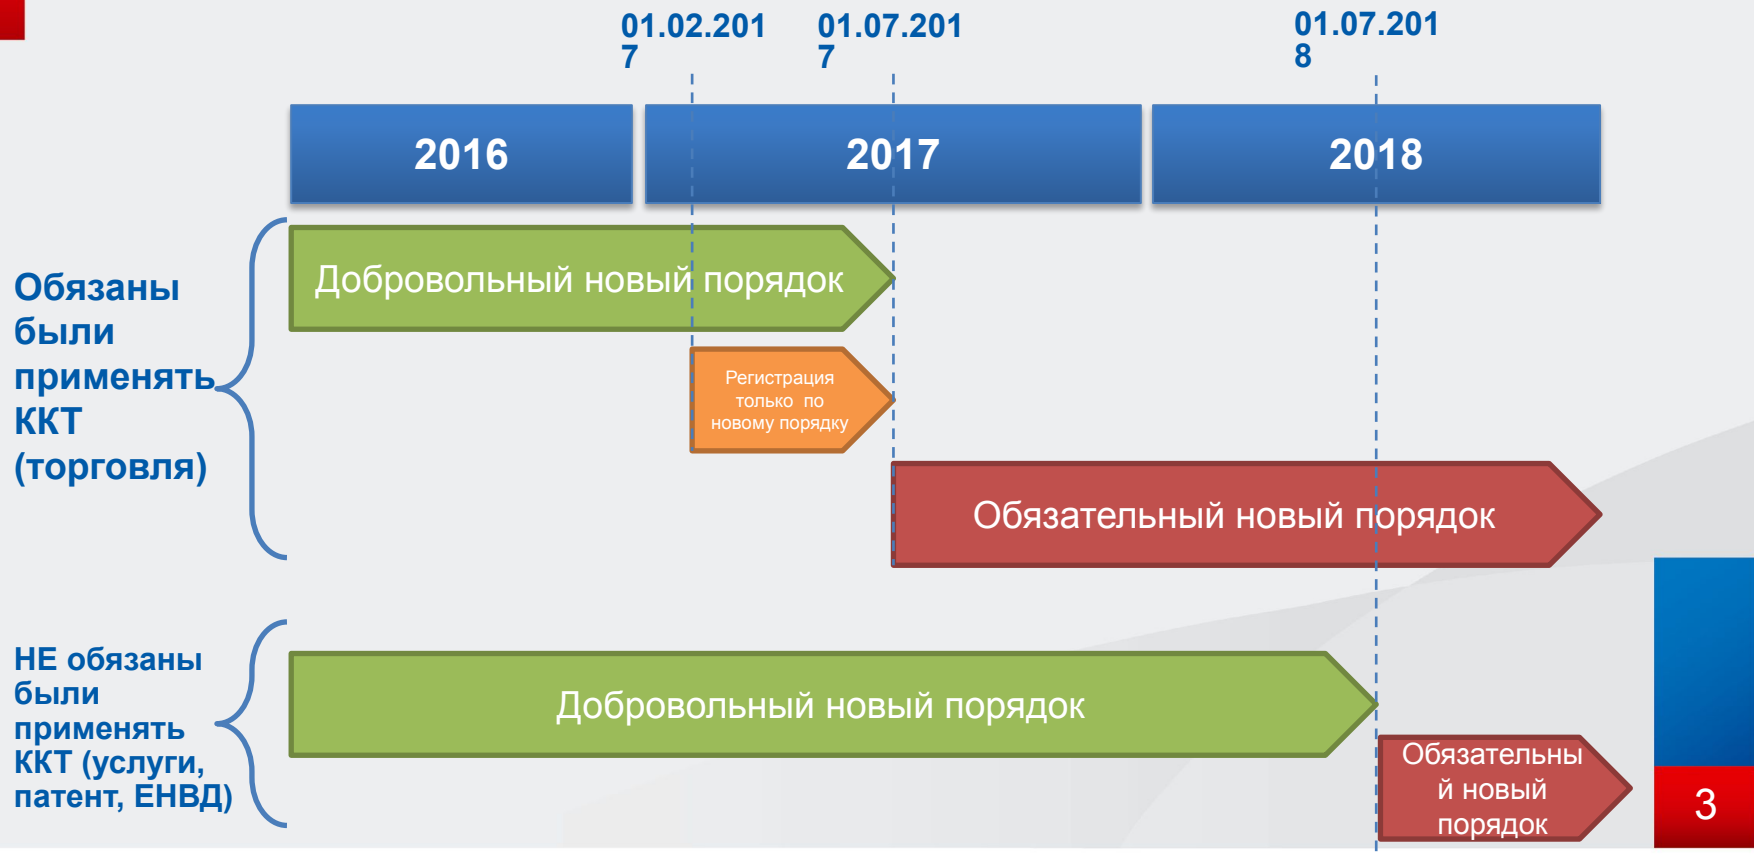 01.02.201
7
01.07.201
7
01.07.201
8
2016
2017
2018
Обязаны
были
применять
ККТ
(торговля)
Добровольный новый порядок
Регистрация
только по
новому порядку
Обязательный новый порядок
НЕ обязаны
были
применять
ККТ (услуги,
патент, ЕНВД)
Добровольный новый порядок
Обязательны
й новый
порядок
3